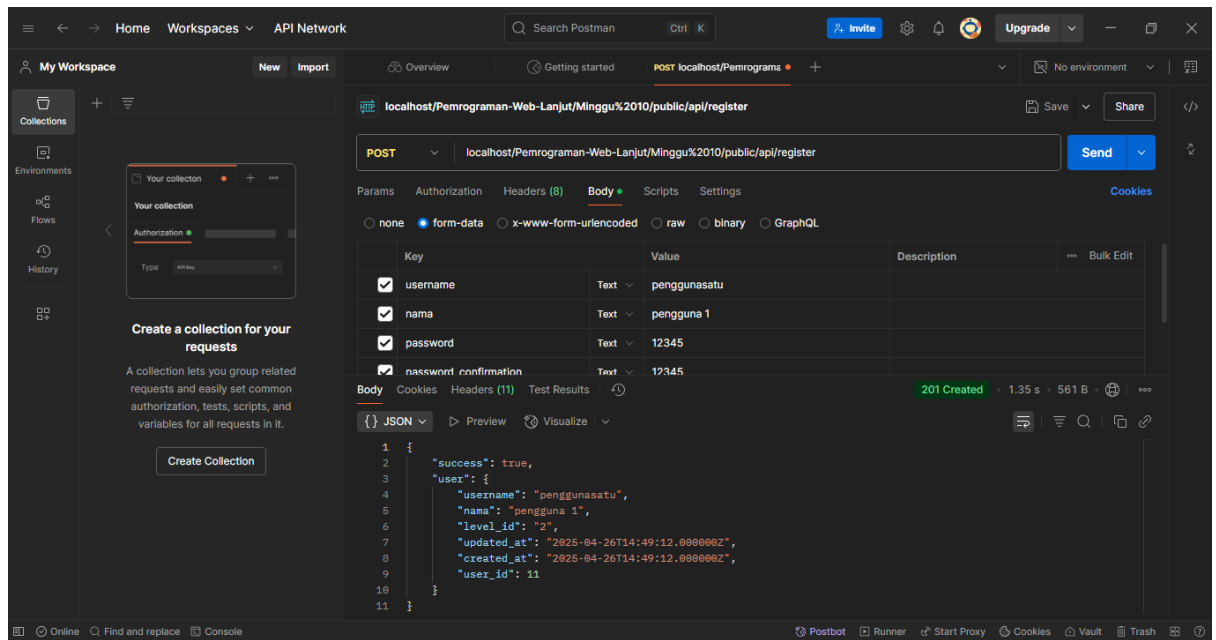 Home Workspaces API Network Search Postman Ctrl K Invite Upgrade
My Workspace New Import Overview Getting started POST localhost/Pemrograma No environment
Collections
Environments
Flows
History
Your collecton
Your collection
Authorization
Type API Key
Create a collection for your
requests
A collection lets you group related
requests and easily set common
authorization, tests, scripts, and
variables for all requests in it.
Create Collection
HTTP localhost/Pemrograman-Web-Lanjut/Minggu%2010/public/api/register Save Share
POST localhost/Pemrograman-Web-Lanjut/Minggu%2010/public/api/register Send
Params Authorization Headers (8) Body Scripts Settings Cookies
none form-data x-www-form-urlencoded raw binary GraphQL
Key Value Description Bulk Edit
username Text penggunasatu
nama Text pengguna 1
password Text 12345
password_confirmation Text 12345
Body Cookies Headers (11) Test Results 201 Created 1.35 s 561 B
{} JSON Preview Visualize
1 {
2 "success": true,
3 "user": {
4 "username": "penggunasatu",
5 "nama": "pengguna 1",
6 "level_id": "2",
7 "updated_at": "2025-04-26T14:49:12.000000Z",
8 "created_at": "2025-04-26T14:49:12.000000Z",
9 "user_id": 11
10 }
11 }
Online Find and replace Console Postbot Runner Start Proxy Cookies Vault Trash